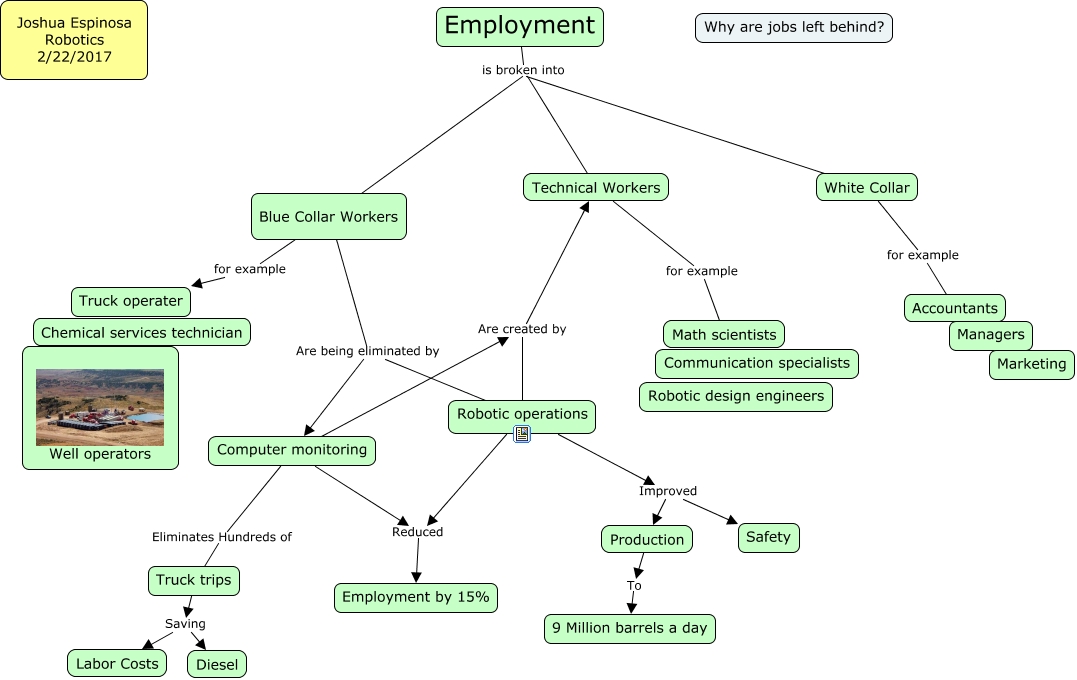 Joshua Espinosa
Robotics
2/22/2017
Employment
Why are jobs left behind?
is broken into
Blue Collar Workers
Technical Workers
White Collar
for example
for example
for example
Truck operater
Chemical services technician
Well operators
Are being eliminated by
Are created by
Math scientists
Communication specialists
Robotic design engineers
Accountants
Managers
Marketing
Robotic operations
Computer monitoring
Eliminates Hundreds of
Reduced
Improved
Truck trips
Employment by 15%
Production
Safety
To
9 Million barrels a day
Saving
Labor Costs
Diesel